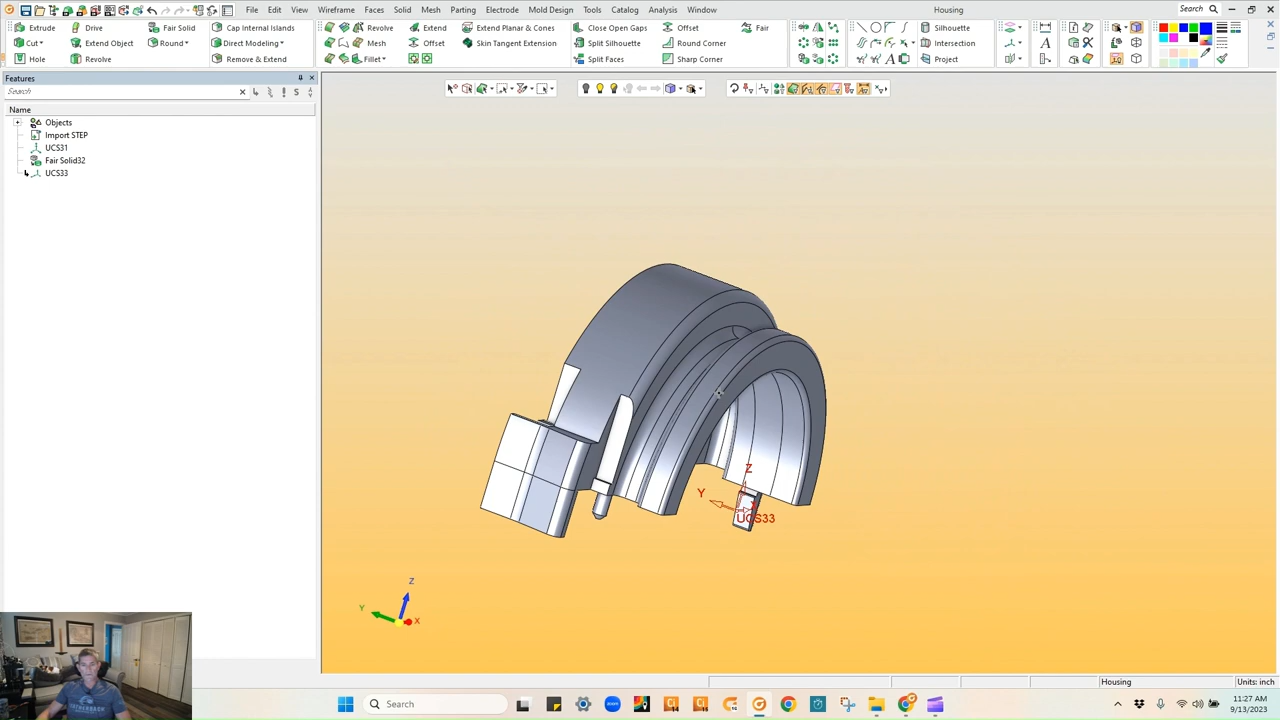 File Edit View Wireframe Faces Solid Mesh Parting Electrode Mold Design Tools Catalog Analysis Window Housing Search
Extrude Drive Fair Solid Cap Internal Islands Revolve Extend Extend Planar & Cones Close Open Gaps Offset Fair Silhouette
Cut Extend Object Round Direct Modeling Mesh Offset Skin Tangent Extension Split Silhouette Round Corner Intersection
Hole Revolve Remove & Extend Fillet Split Faces Sharp Corner Project
Features
Search
S
Name
Objects
Import STEP
UCS31
Fair Solid32
UCS33
Z
Y
UCS33
Z
Y
X
Housing Units: inch
Search
11:27 AM
9/13/2023